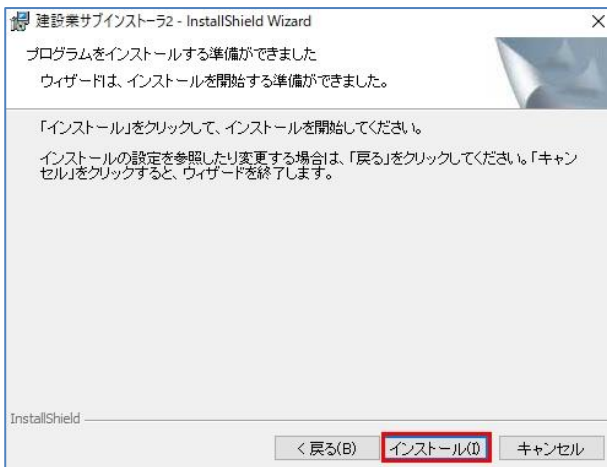 建設業サブインストーラ2 - InstallShield Wizard
プログラムをインストールする準備ができました
ウィザードは、インストールを開始する準備ができました。
「インストール」をクリックして、インストールを開始してください。
インストールの設定を参照したり変更する場合は、「戻る」をクリックしてください。「キャン
セル」をクリックすると、ウィザードを終了します。
InstallShield
< 戻る(B) インストール(I) キャンセル